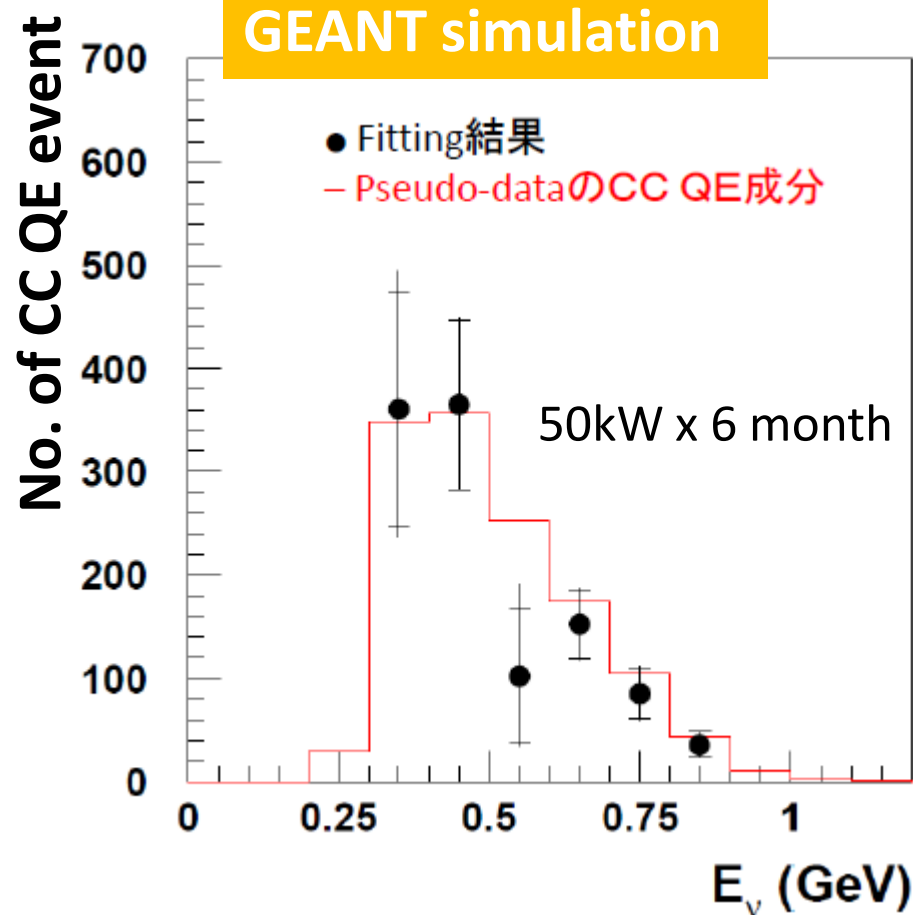 GEANT simulation
No. of CC QE event
700
600
500
400
300
200
100
0
● Fitting結果
– Pseudo-dataのCC QE成分
50kW x 6 month
0 0.25 0.5 0.75 1
Eν (GeV)